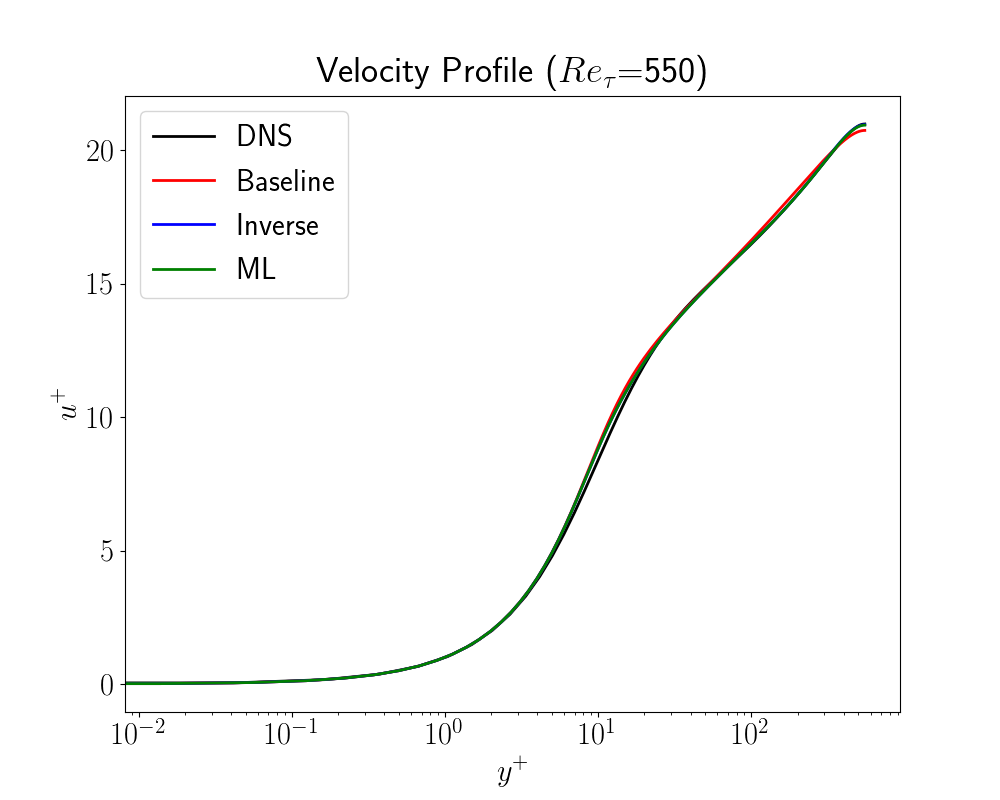 Velocity Profile ($Re_{\tau}$=550)
DNS
Baseline
Inverse
ML
20
15
10
5
0
$u^+$
$10^{-2}$ $10^{-1}$ $10^{0}$ $10^{1}$ $10^{2}$
$y^+$